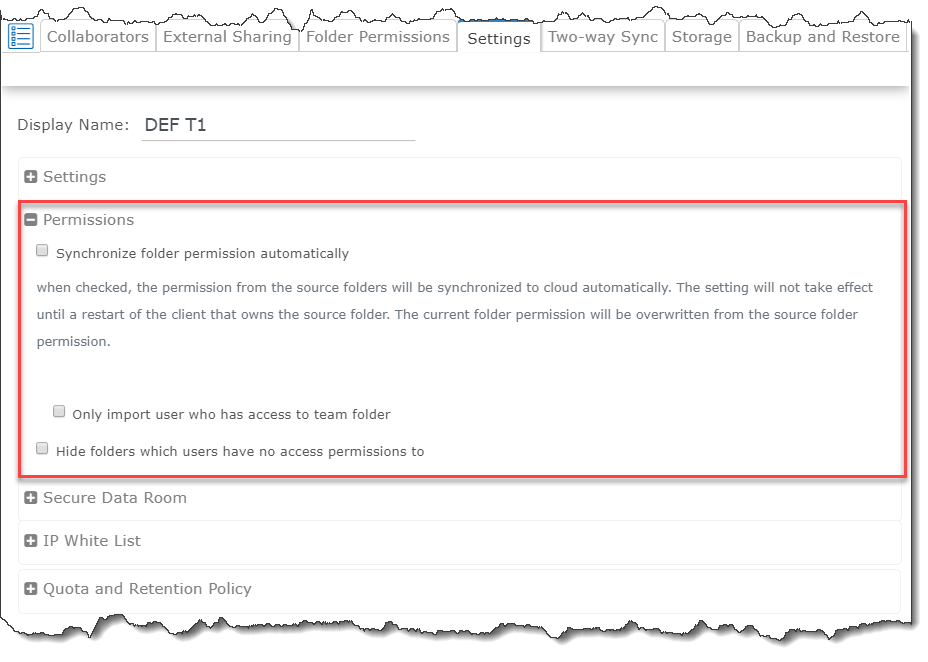 Collaborators External Sharing Folder Permissions Settings Two-way Sync Storage Backup and Restore
Display Name: DEF T1
Settings
Permissions
Synchronize folder permission automatically
when checked, the permission from the source folders will be synchronized to cloud automatically. The setting will not take effect
until a restart of the client that owns the source folder. The current folder permission will be overwritten from the source folder
permission.
Only import user who has access to team folder
Hide folders which users have no access permissions to
Secure Data Room
IP White List
Quota and Retention Policy